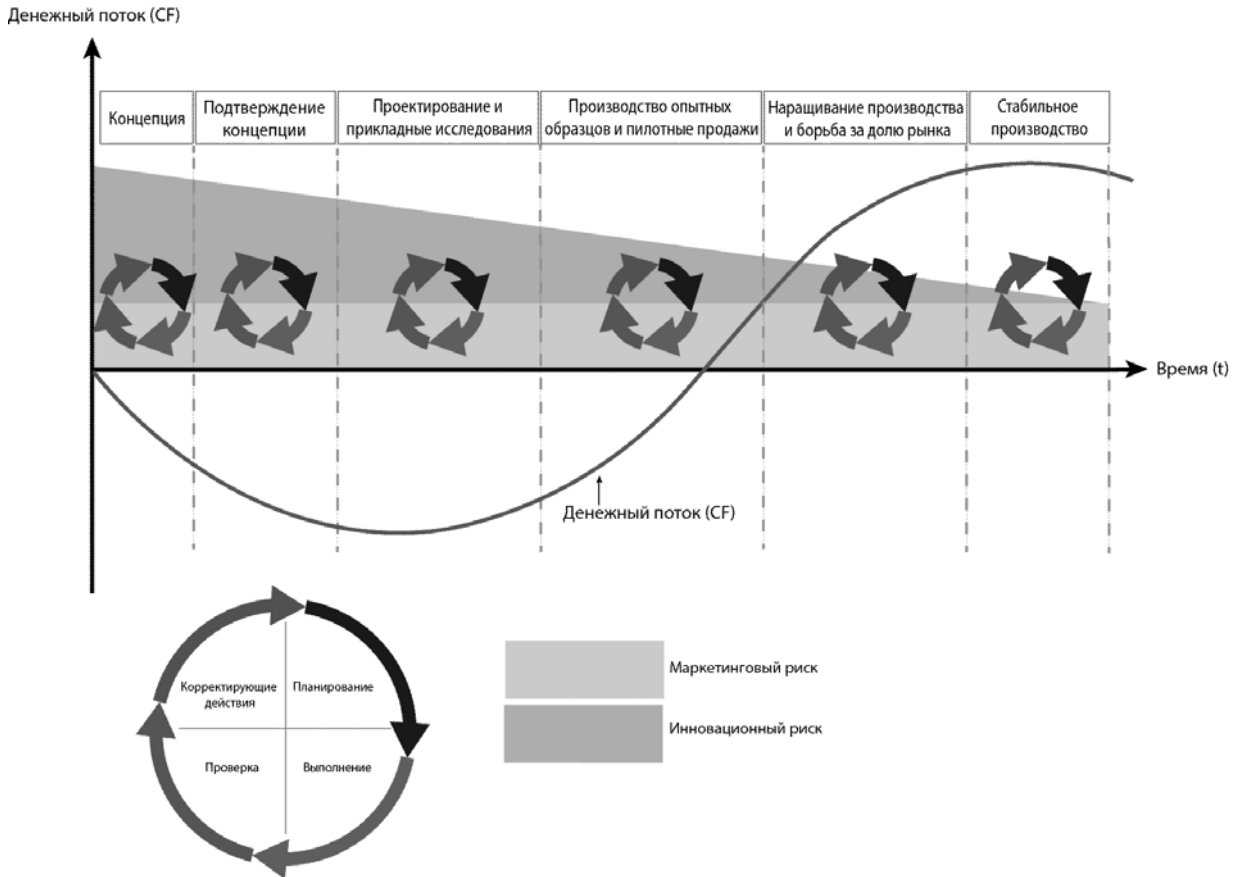 Денежный поток (CF)
Концепция
Подтверждение
концепции
Проектирование и
прикладные исследования
Производство опытных
образцов и пилотные продажи
Наращивание производства
и борьба за долю рынка
Стабильное
производство
Время (t)
Денежный поток (CF)
Корректирующие
действия
Планирование
Проверка
Выполнение
Маркетинговый риск
Инновационный риск